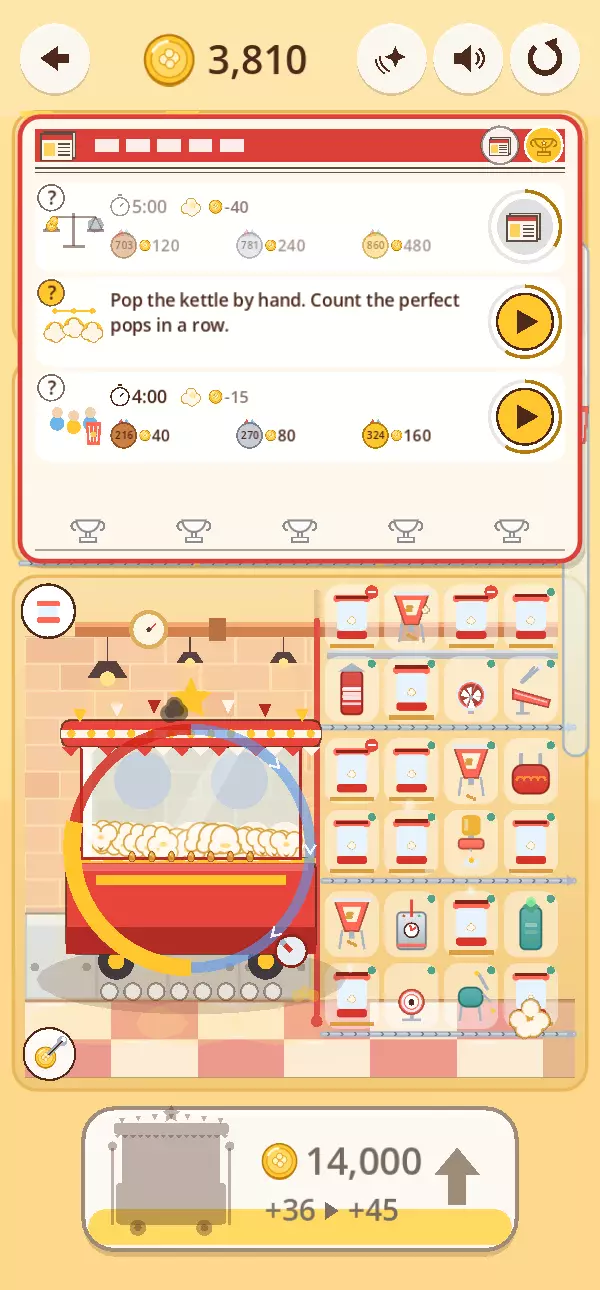 3,810
?
5:00 -40
703 120 781 240 860 480
?
Pop the kettle by hand. Count the perfect
pops in a row.
?
4:00 -15
216 40 270 80 324 160
14,000
+36 +45